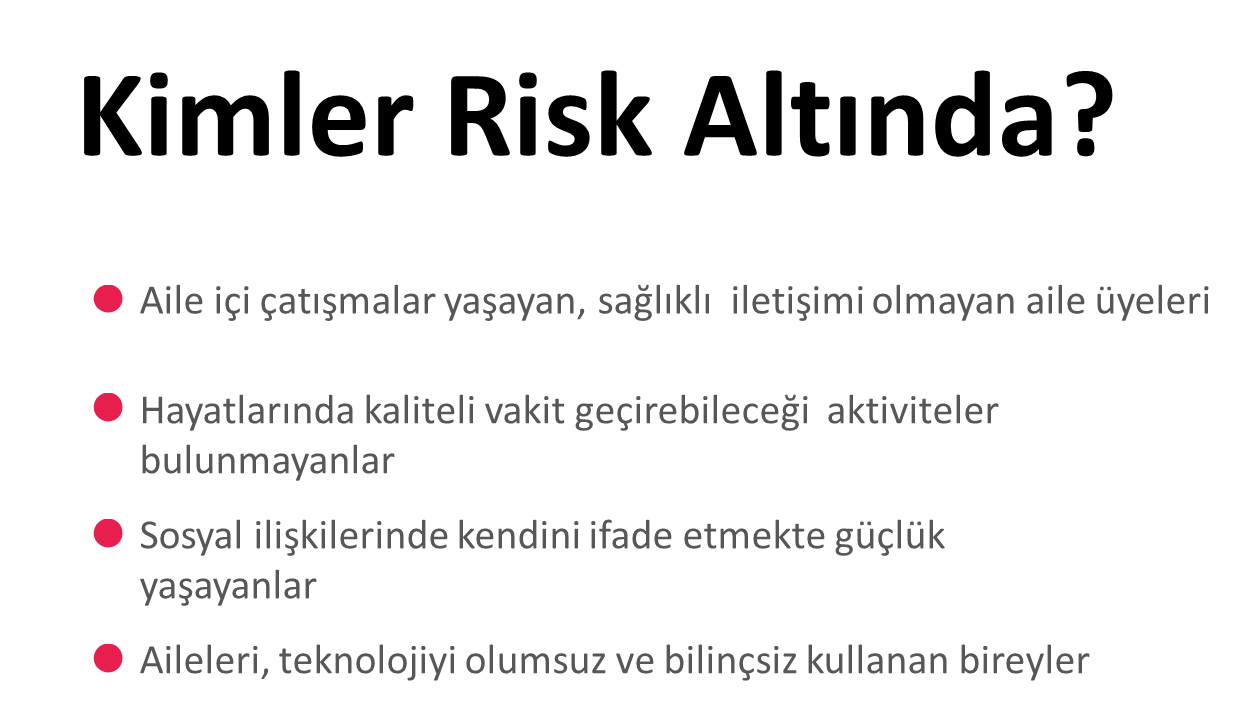 Kimler Risk Altında?
Aile içi çatışmalar yaşayan, sağlıklı  iletişimi olmayan aile üyeleri
Hayatlarında kaliteli vakit geçirebileceği  aktiviteler
bulunmayanlar
Sosyal ilişkilerinde kendini ifade etmekte güçlük
yaşayanlar
Aileleri, teknolojiyi olumsuz ve bilinçsiz kullanan bireyler